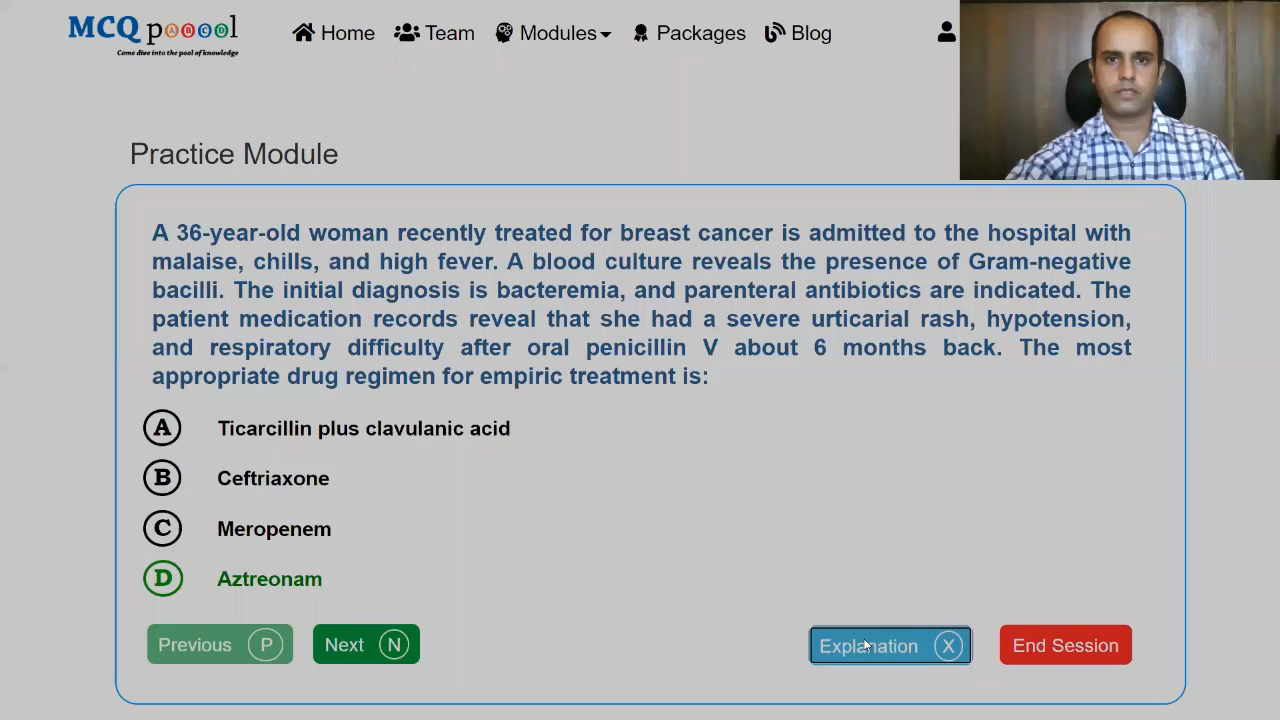 MCQ pooool
A B C D
Come dive into the pool of knowledge
Home Team Modules Packages Blog
Practice Module
A 36-year-old woman recently treated for breast cancer is admitted to the hospital with
malaise, chills, and high fever. A blood culture reveals the presence of Gram-negative
bacilli. The initial diagnosis is bacteremia, and parenteral antibiotics are indicated. The
patient medication records reveal that she had a severe urticarial rash, hypotension,
and respiratory difficulty after oral penicillin V about 6 months back. The most
appropriate drug regimen for empiric treatment is:
A Ticarcillin plus clavulanic acid
B Ceftriaxone
C Meropenem
D Aztreonam
Previous P Next N Explanation X End Session